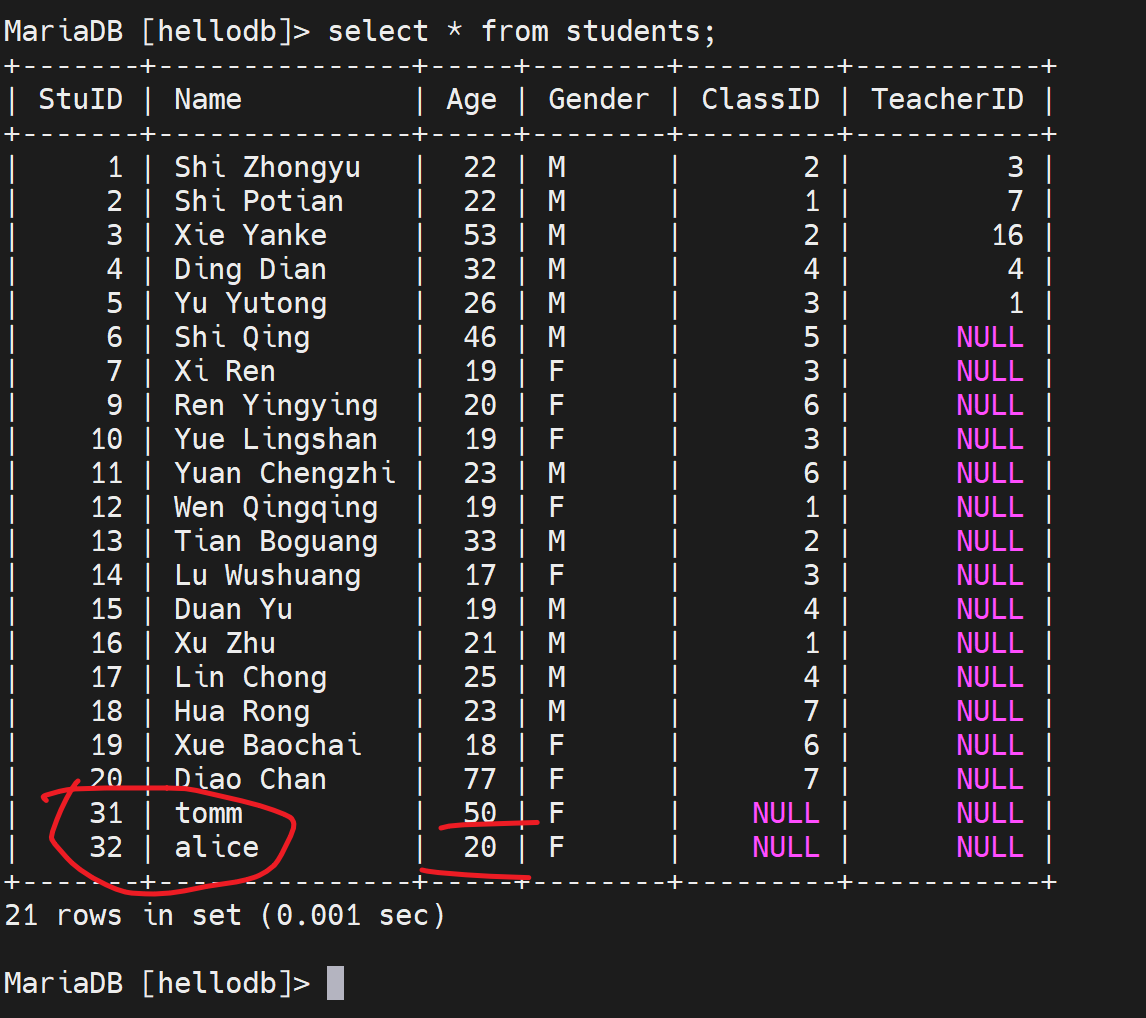 MariaDB [hellodb]> select * from students;
+-------+---------------+-----+--------+---------+-----------+
| StuID | Name          | Age | Gender | ClassID | TeacherID |
+-------+---------------+-----+--------+---------+-----------+
|     1 | Shi Zhongyu   |  22 | M      |       2 |         3 |
|     2 | Shi Potian    |  22 | M      |       1 |         7 |
|     3 | Xie Yanke     |  53 | M      |       2 |        16 |
|     4 | Ding Dian     |  32 | M      |       4 |         4 |
|     5 | Yu Yutong     |  26 | M      |       3 |         1 |
|     6 | Shi Qing      |  46 | M      |       5 |      NULL |
|     7 | Xi Ren        |  19 | F      |       3 |      NULL |
|     9 | Ren Yingying  |  20 | F      |       6 |      NULL |
|    10 | Yue Lingshan  |  19 | F      |       3 |      NULL |
|    11 | Yuan Chengzhi |  23 | M      |       6 |      NULL |
|    12 | Wen Qingqing  |  19 | F      |       1 |      NULL |
|    13 | Tian Boguang  |  33 | M      |       2 |      NULL |
|    14 | Lu Wushuang   |  17 | F      |       3 |      NULL |
|    15 | Duan Yu       |  19 | M      |       4 |      NULL |
|    16 | Xu Zhu        |  21 | M      |       1 |      NULL |
|    17 | Lin Chong     |  25 | M      |       4 |      NULL |
|    18 | Hua Rong      |  23 | M      |       7 |      NULL |
|    19 | Xue Baochai   |  18 | F      |       6 |      NULL |
|    20 | Diao Chan     |  77 | F      |       7 |      NULL |
|    31 | tomm          |  50 | F      |    NULL |      NULL |
|    32 | alice         |  20 | F      |    NULL |      NULL |
+-------+---------------+-----+--------+---------+-----------+
21 rows in set (0.001 sec)
MariaDB [hellodb]>